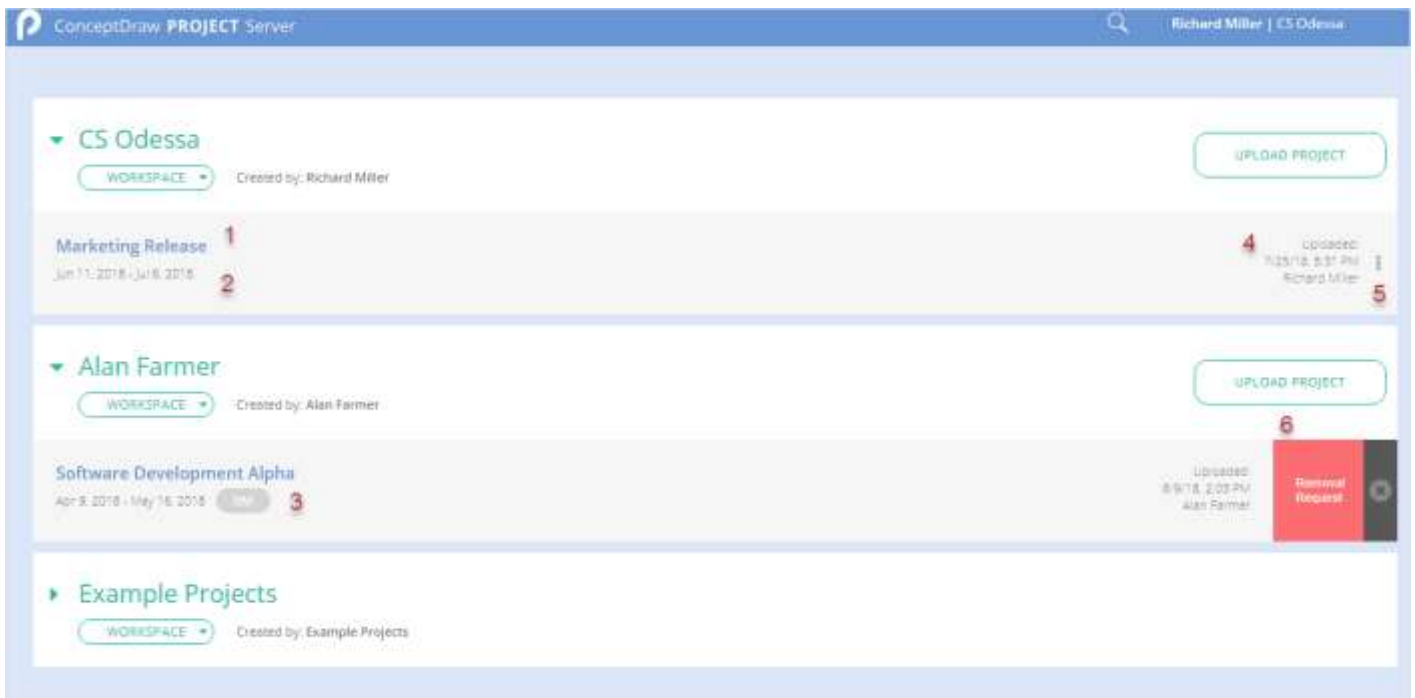 ConceptDraw PROJECT Server
Richard Miller | CS Odessa
CS Odessa
UPLOAD PROJECT
WORKSPACE
Created by: Richard Miller
Marketing Release
1
4
Uploaded:
7/25/18, PM
Jun 11, 2018 - Jul 6, 2018
2
Richard Miller
5
Alan Farmer
UPLOAD PROJECT
WORKSPACE
Created by: Alan Farmer
6
Software Development Alpha
Uploaded:
8/9/18, 2:03 PM
Removal
Request
Apr 9, 2018 - May 16, 2018
3
Alan Farmer
Example Projects
WORKSPACE
Created by: Example Projects